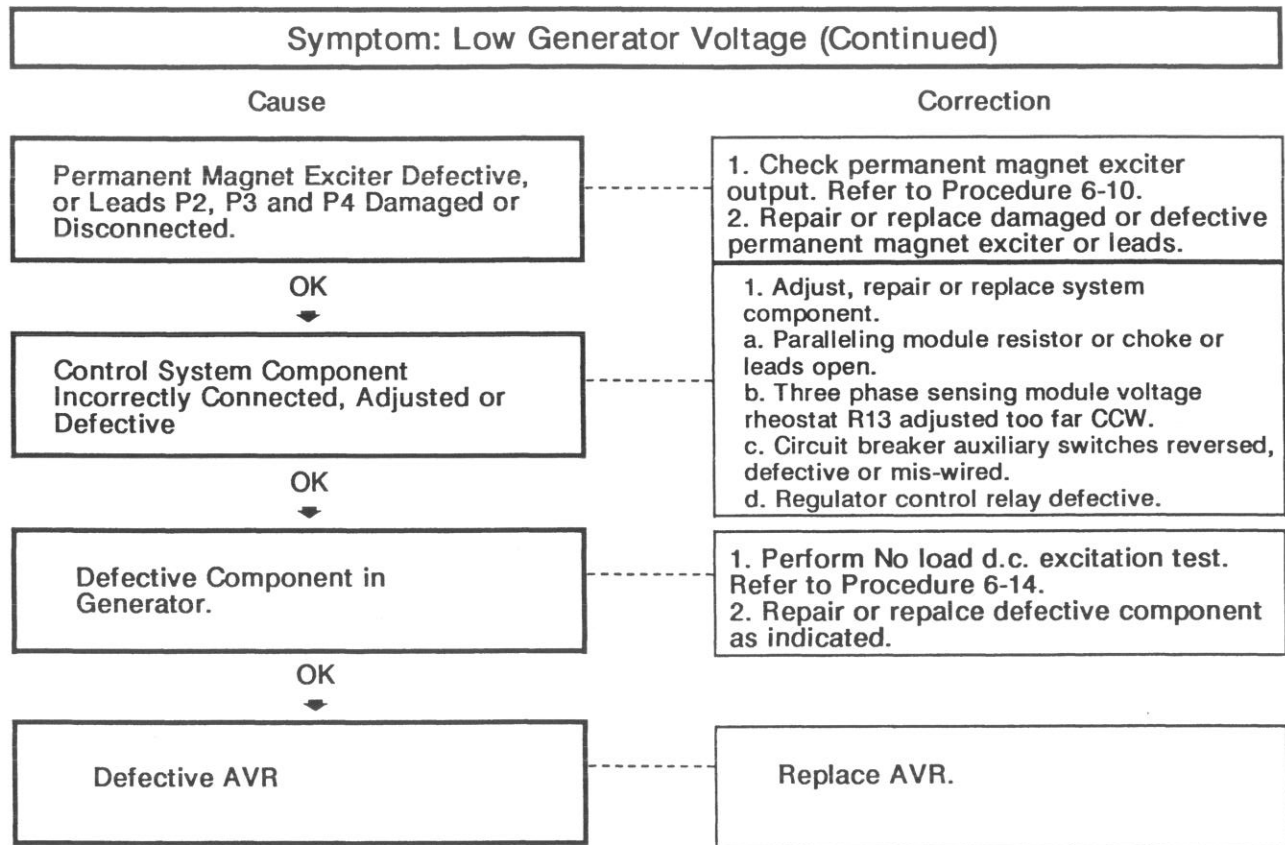 Symptom: Low Generator Voltage (Continued)
Cause
Correction
Permanent Magnet Exciter Defective,
or Leads P2, P3 and P4 Damaged or
Disconnected.
1. Check permanent magnet exciter
output. Refer to Procedure 6-10.
2. Repair or replace damaged or defective
permanent magnet exciter or leads.
OK
Control System Component
Incorrectly Connected, Adjusted or
Defective
1. Adjust, repair or replace system
component.
a. Paralleling module resistor or choke or
leads open.
b. Three phase sensing module voltage
rheostat R13 adjusted too far CCW.
c. Circuit breaker auxiliary switches reversed,
defective or mis-wired.
d. Regulator control relay defective.
OK
Defective Component in
Generator.
1. Perform No load d.c. excitation test.
Refer to Procedure 6-14.
2. Repair or repalce defective component
as indicated.
OK
Defective AVR
Replace AVR.